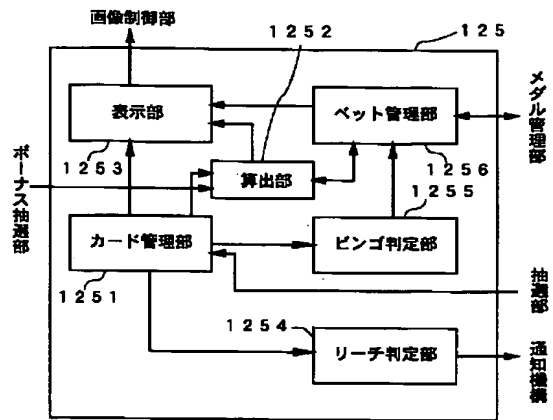 画像制御部
１２５２
１２５
表示部
ベット管理部
メダル管理部
１２５３
１２５６
ボーナス抽選部
算出部
１２５５
カード管理部
ビンゴ判定部
１２５１
抽選部
１２５４
リーチ判定部
通知機構